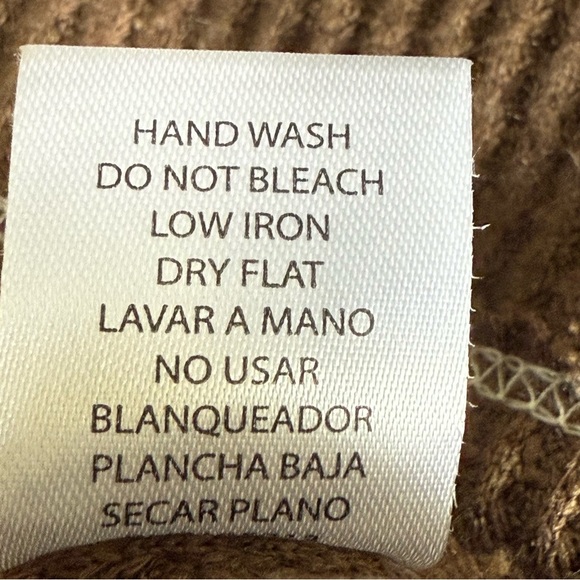 HAND WASH
DO NOT BLEACH
LOW IRON
DRY FLAT
LAVAR A MANO
NO USAR
BLANQUEADOR
PLANCHA BAJA
SECAR PLANO